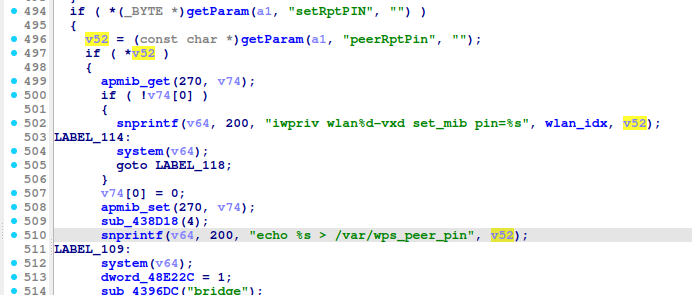 494 if ( *(_BYTE *)getParam(a1, "setRptPIN", "") )
495 {
496 v52 = (const char *)getParam(a1, "peerRptPin", "");
497 if ( *v52 )
498 {
499 apmib_get(270, v74);
500 if ( !v74[0] )
501 {
502 snprintf(v64, 200, "iwpriv wlan%d-vxd set_mib pin=%s", wlan_idx, v52);
503 LABEL_114:
504 system(v64);
505 goto LABEL_118;
506 }
507 v74[0] = 0;
508 apmib_set(270, v74);
509 sub_438D18(4);
510 snprintf(v64, 200, "echo %s > /var/wps_peer_pin", v52);
511 LABEL_109:
512 system(v64);
513 dword_48E22C = 1;
514 sub_4396DC("bridge");